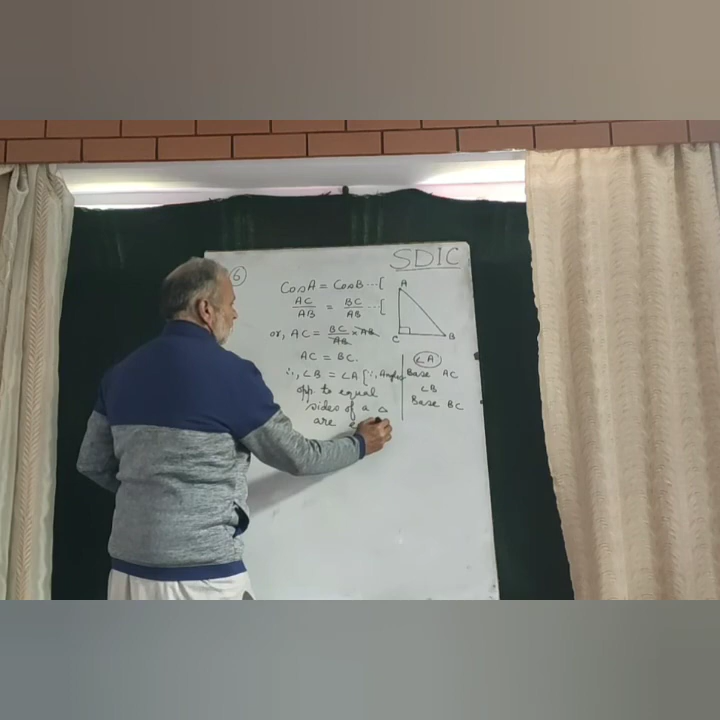 SDIC
6
CosA = CosB ...[
AC/AB = BC/AB ...[
or, AC = BC/AB × AB
AC = BC.
∴, ∠B = ∠A [∵, Angles
opp. to equal
sides of a △
are e
A
C
B
∠A
Base AC
∠B
Base BC